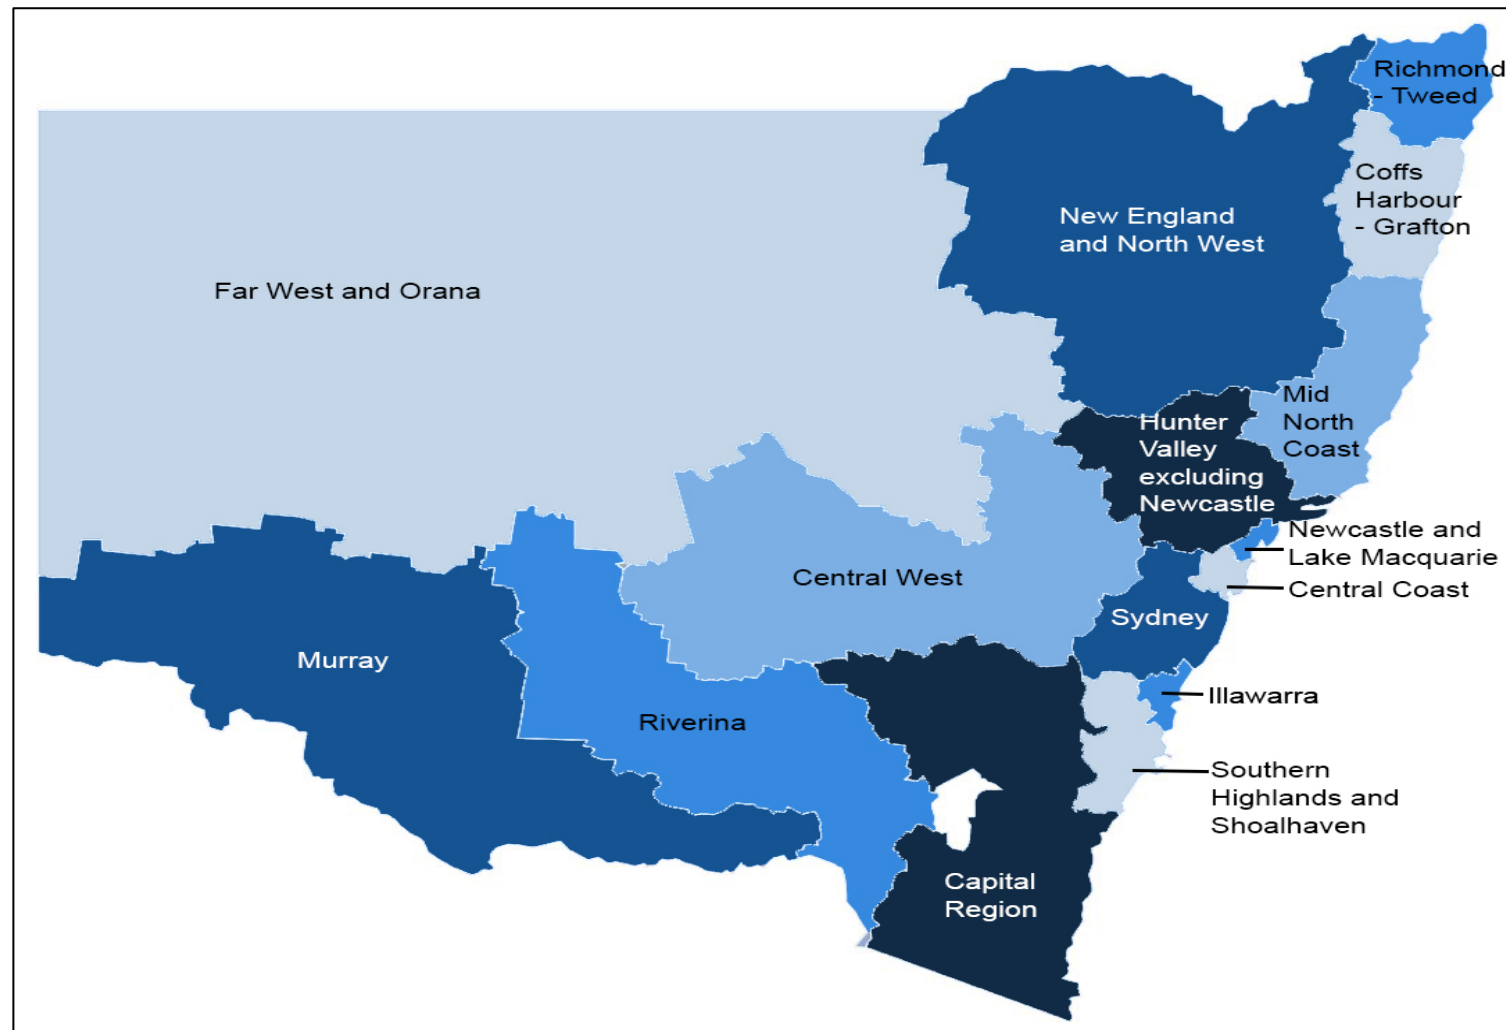 Richmond
- Tweed
Coffs
Harbour
- Grafton
New England
and North West
Far West and Orana
Mid
North
Coast
Hunter
Valley
excluding
Newcastle
Newcastle and
Lake Macquarie
Central Coast
Central West
Sydney
Murray
Illawarra
Riverina
Southern
Highlands and
Shoalhaven
Capital
Region